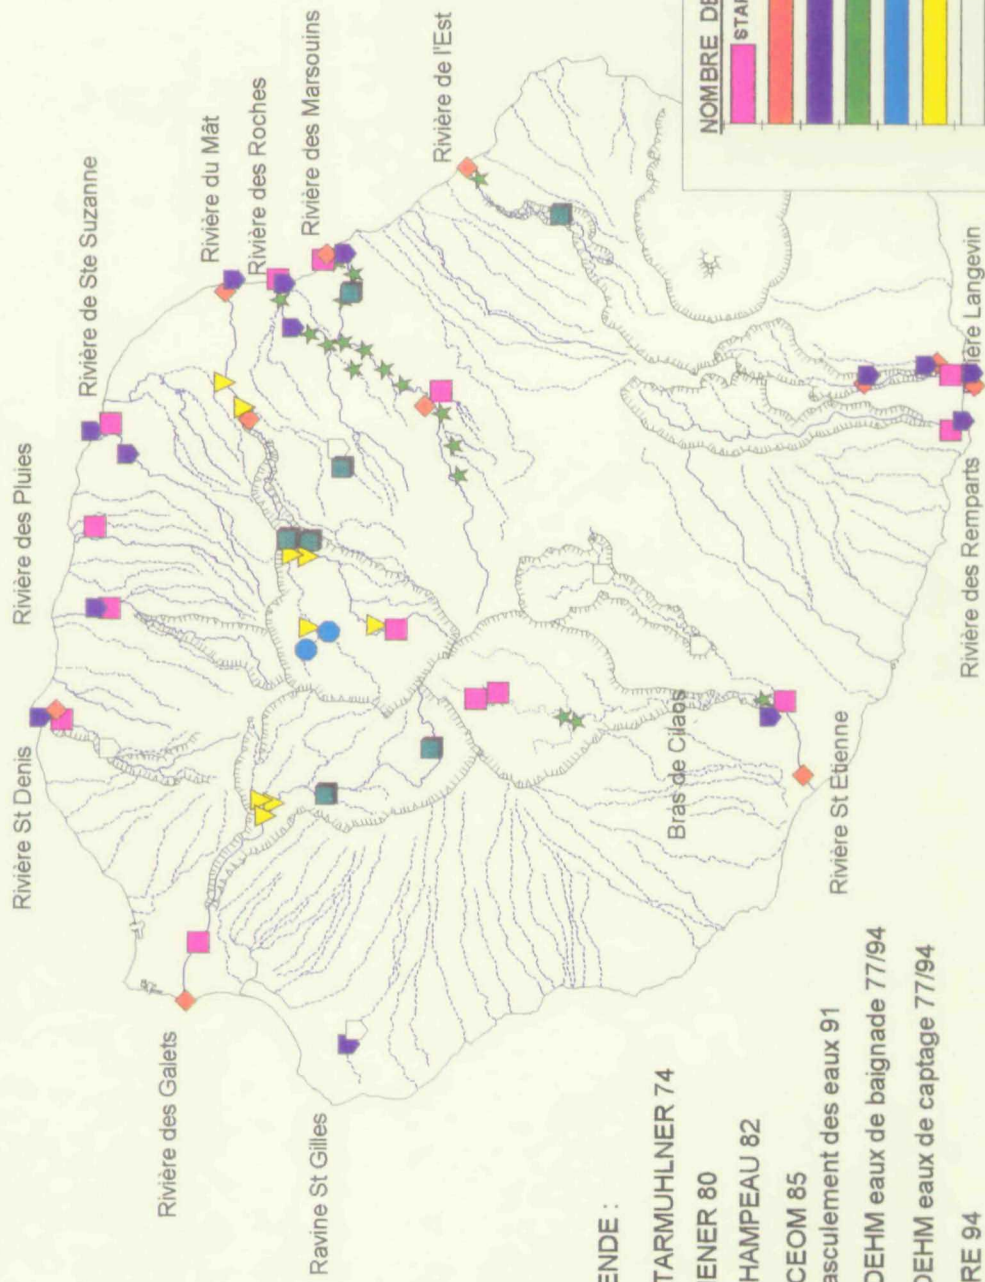 Rivière St Denis
Rivière des Pluies
Rivière de Ste Suzanne
Rivière du Mât
Rivière des Roches
Rivière des Marsouins
Rivière de l'Est
Rivière des Galets
Ravine St Gilles
Bras de Cilaos
Rivière St Etienne
Rivière des Remparts
ière Langevin
ENDE :
TARMUHLNER 74
IENER 80
HAMPEAU 82
CEOM 85
asculement des eaux 91
DEHM eaux de baignade 77/94
DEHM eaux de captage 77/94
RE 94
NOMBRE DE
STAR